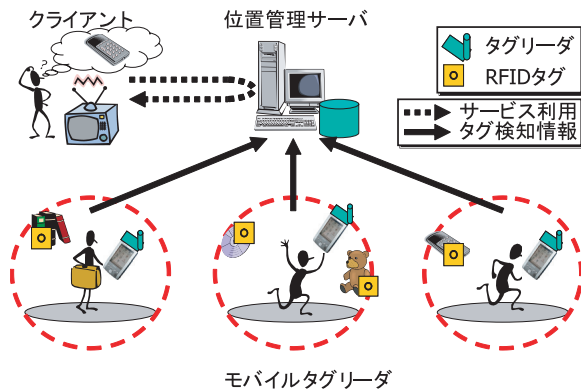 クライアント
位置管理サーバ
タグリーダ
RFIDタグ
サービス利用
タグ検知情報
モバイルタグリーダ